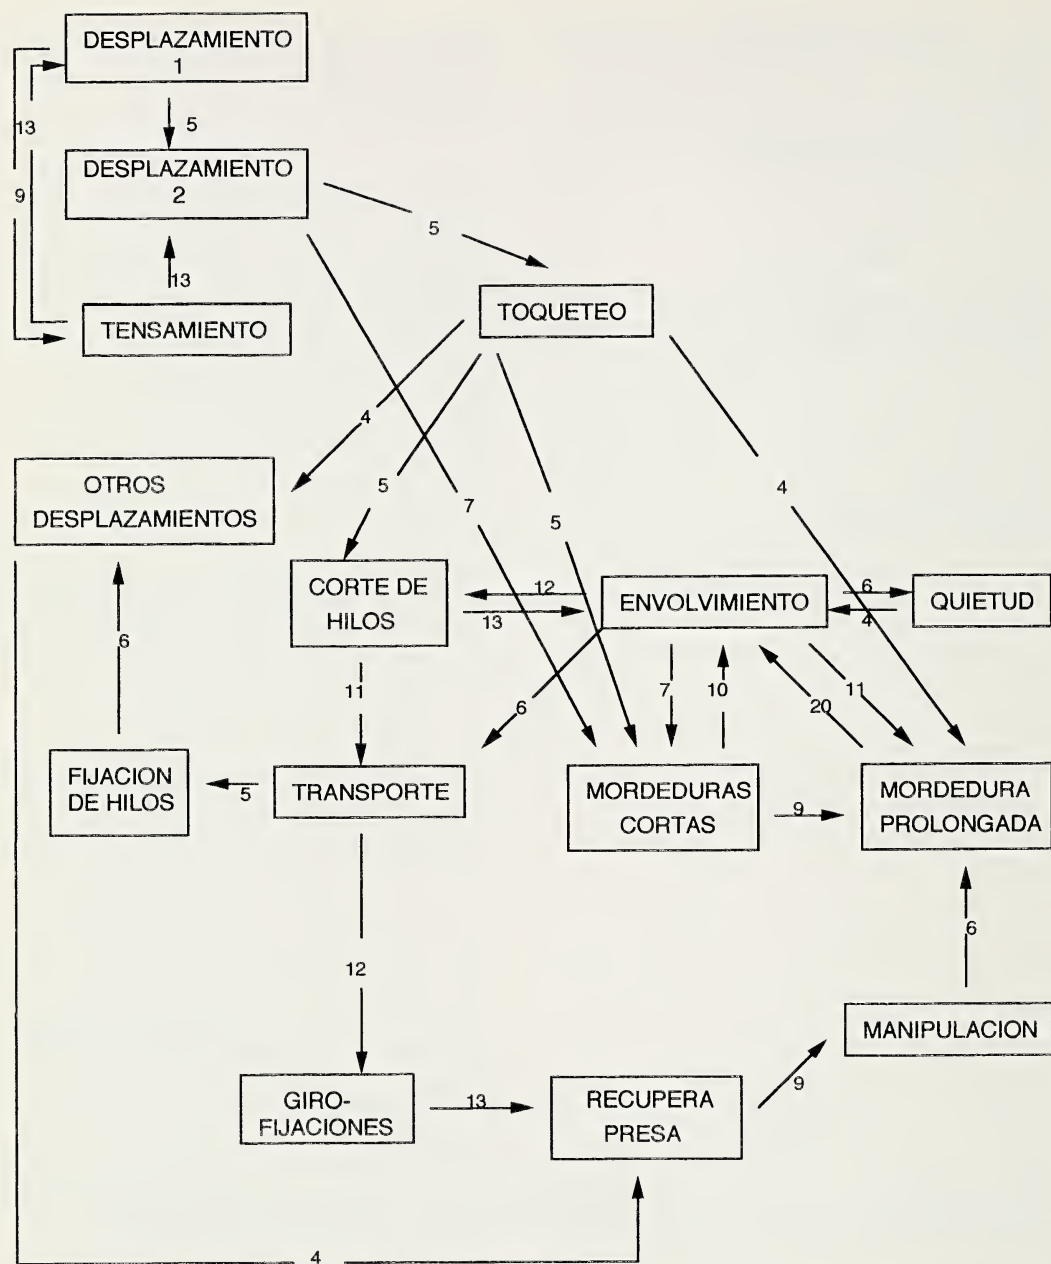 DESPLAZAMIENTO
1
13
5
DESPLAZAMIENTO
2
9
5
13
TENSAMIENTO
TOQUETEO
4
OTROS
DESPLAZAMIENTOS
5
7
5
4
CORTE DE
HILOS
12
13
ENVOLVIMIENTO
6
4
QUIETUD
6
11
6
7
10
20
11
FIJACION
DE HILOS
5
TRANSPORTE
MORDEDURAS
CORTAS
9
MORDEDURA
PROLONGADA
12
6
MANIPULACION
GIRO-
FIJACIONES
13
RECUPERA
PRESA
9
4